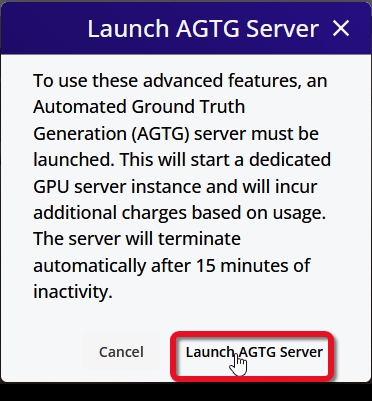 Launch AGTG Server ×
To use these advanced features, an
Automated Ground Truth
Generation (AGTG) server must be
launched. This will start a dedicated
GPU server instance and will incur
additional charges based on usage.
The server will terminate
automatically after 15 minutes of
inactivity.
Cancel Launch AGTG Server